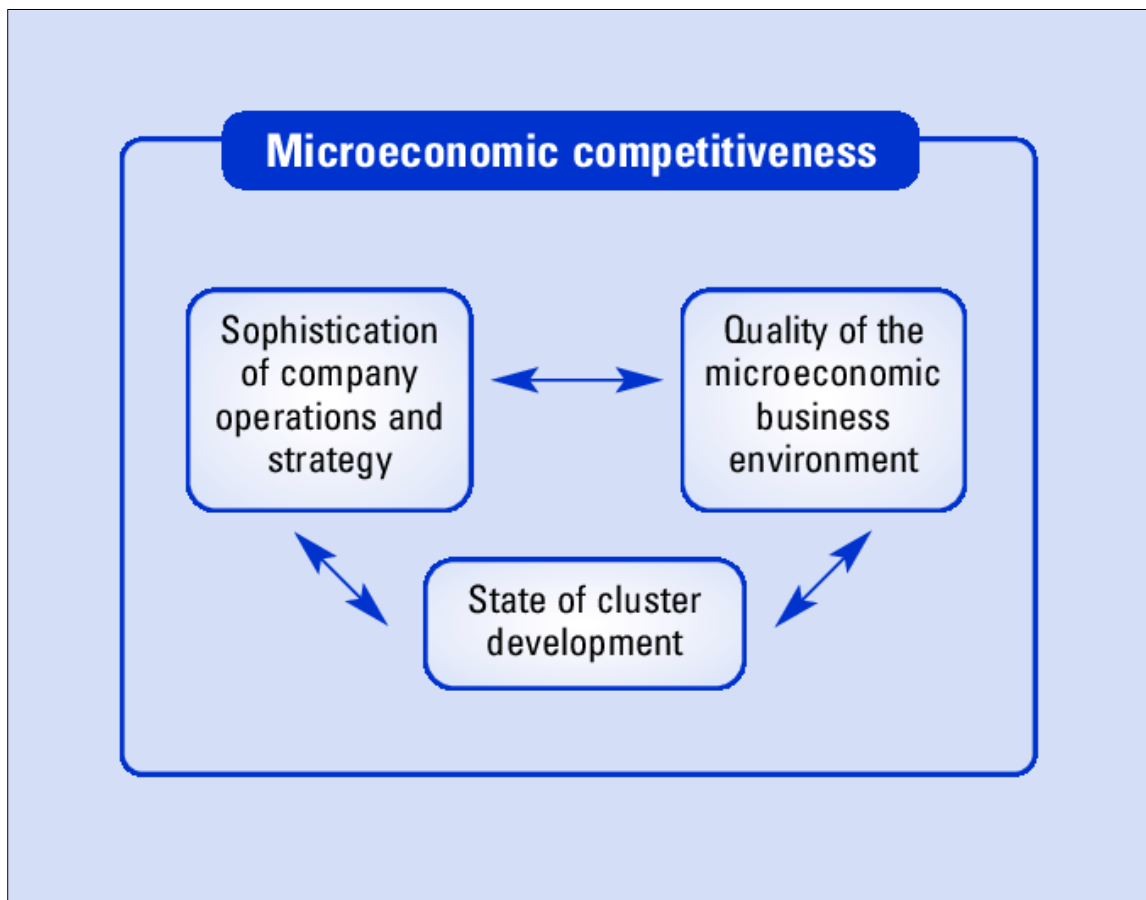 Microeconomic competitiveness
Sophistication
of company
operations and
strategy
Quality of the
microeconomic
business
environment
State of cluster
development